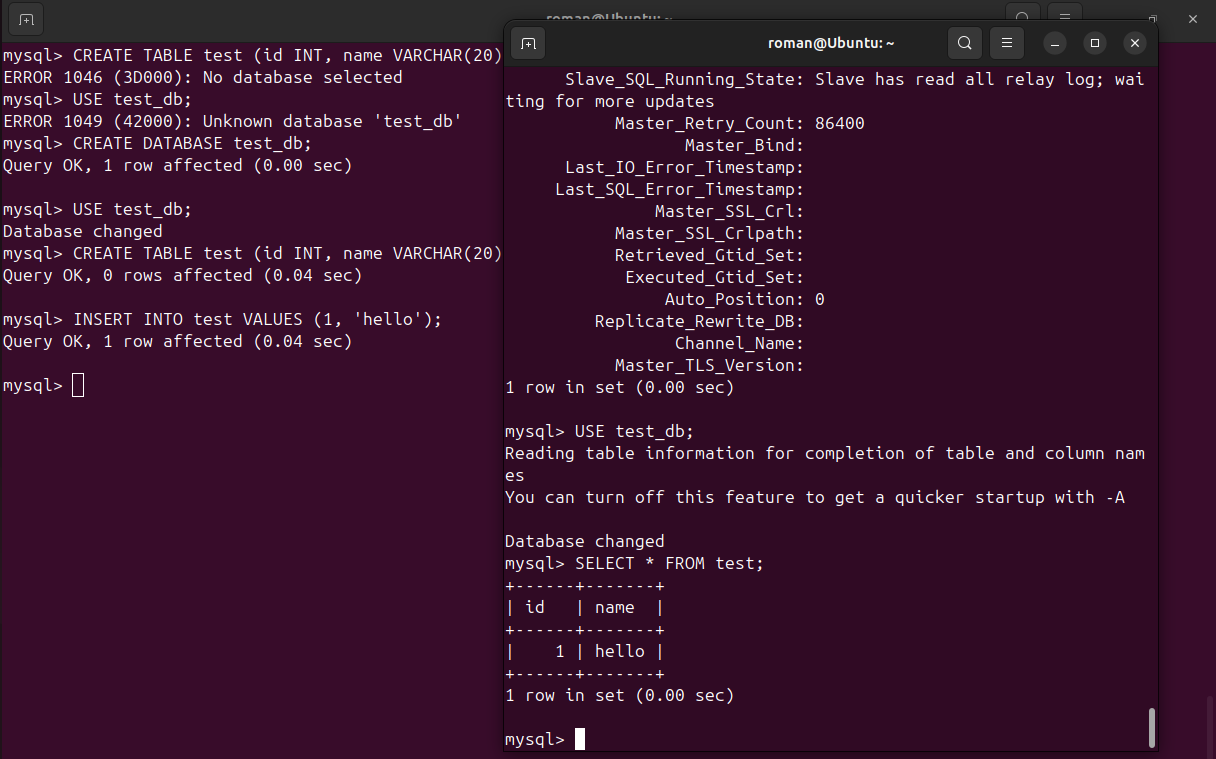 roman@Ubuntu: ~
mysql> CREATE TABLE test (id INT, name VARCHAR(20)
ERROR 1046 (3D000): No database selected
mysql> USE test_db;
ERROR 1049 (42000): Unknown database 'test_db'
mysql> CREATE DATABASE test_db;
Query OK, 1 row affected (0.00 sec)
mysql> USE test_db;
Database changed
mysql> CREATE TABLE test (id INT, name VARCHAR(20)
Query OK, 0 rows affected (0.04 sec)
mysql> INSERT INTO test VALUES (1, 'hello');
Query OK, 1 row affected (0.04 sec)
mysql>
roman@Ubuntu: ~
Slave_SQL_Running_State: Slave has read all relay log; wai
ting for more updates
Master_Retry_Count: 86400
Master_Bind:
Last_IO_Error_Timestamp:
Last_SQL_Error_Timestamp:
Master_SSL_Crl:
Master_SSL_Crlpath:
Retrieved_Gtid_Set:
Executed_Gtid_Set:
Auto_Position: 0
Replicate_Rewrite_DB:
Channel_Name:
Master_TLS_Version:
1 row in set (0.00 sec)
mysql> USE test_db;
Reading table information for completion of table and column nam
es
You can turn off this feature to get a quicker startup with -A
Database changed
mysql> SELECT * FROM test;
+------+-------+
| id   | name  |
+------+-------+
|    1 | hello |
+------+-------+
1 row in set (0.00 sec)
mysql>